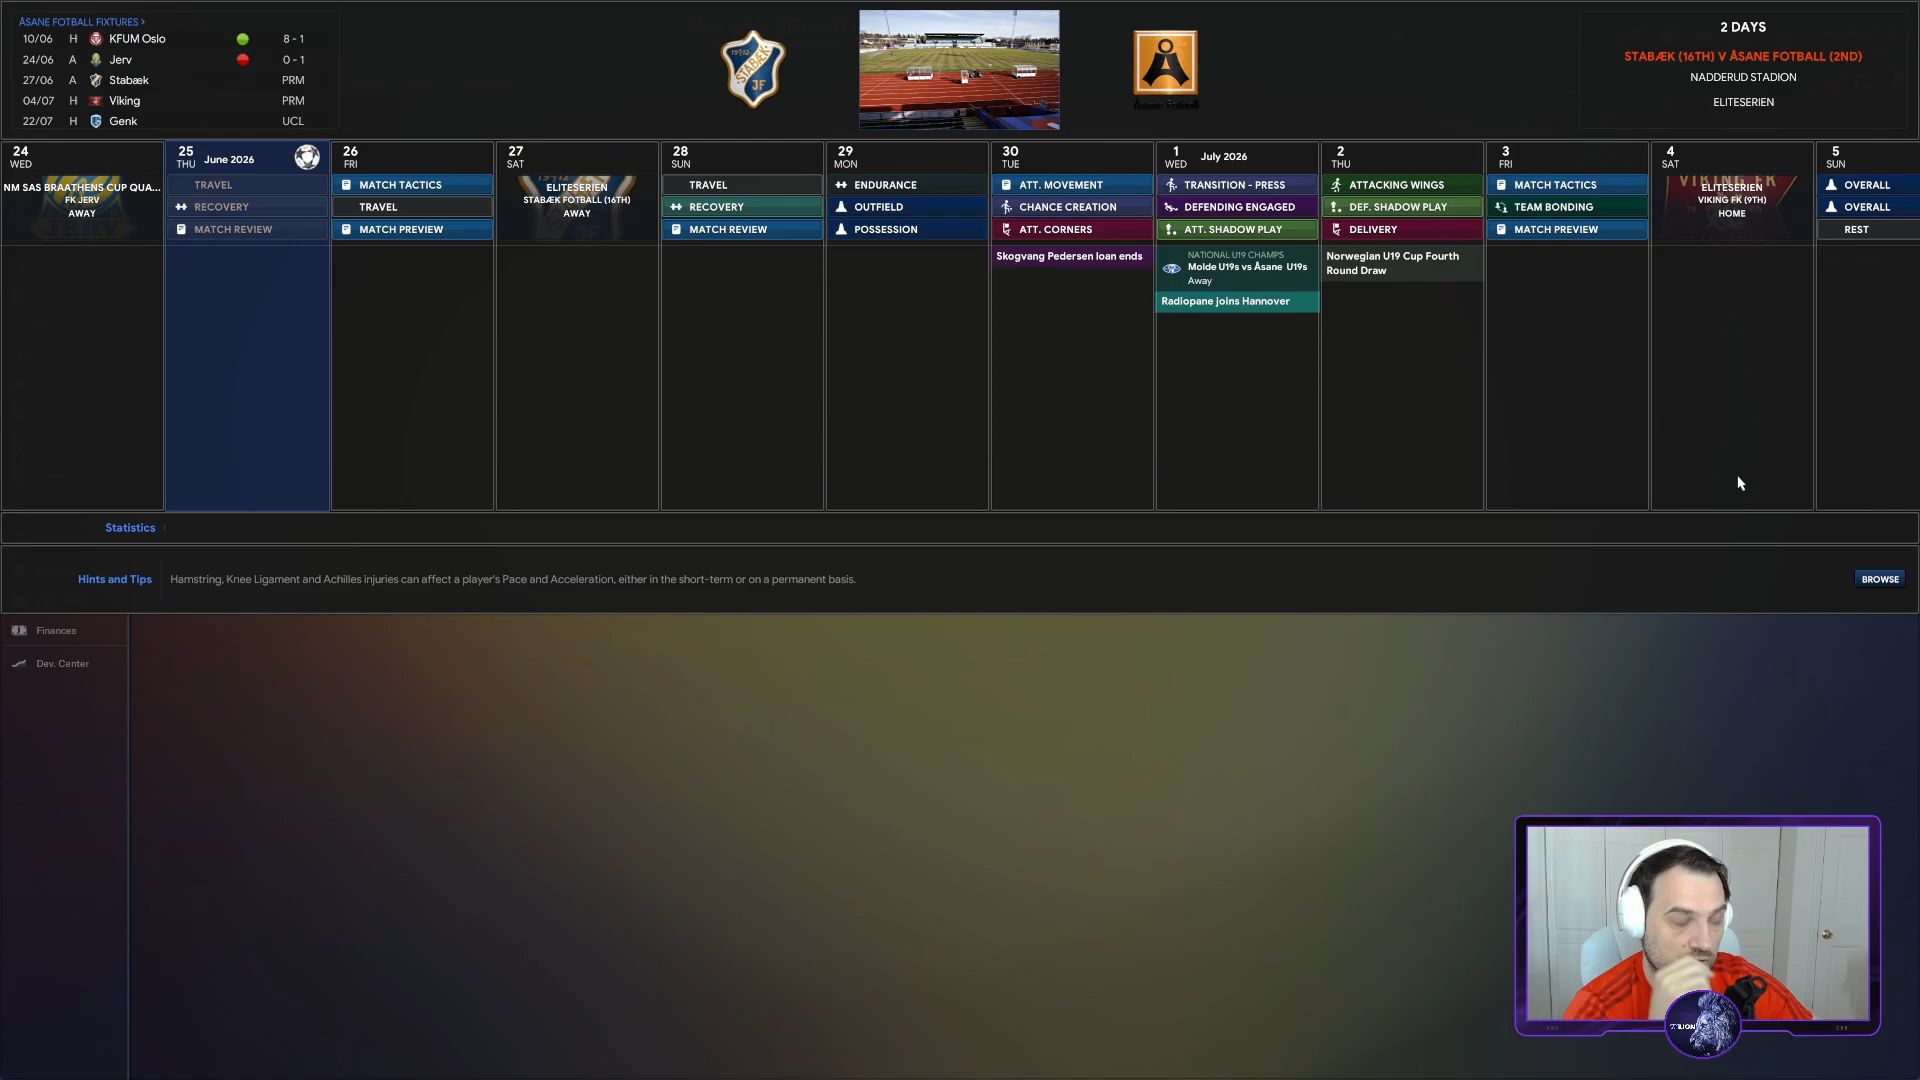 ÅSANE FOTBALL FIXTURES >
10/06 H KFUM Oslo 8 - 1
24/06 A Jerv 0 - 1
27/06 A Stabæk PRM
04/07 H Viking PRM
22/07 H Genk UCL
1912
STABÆK
JF
Åsane Fotball
2 DAYS
STABÆK (16TH) V ÅSANE FOTBALL (2ND)
NADDERUD STADION
ELITESERIEN
24
WED
NM SAS BRAATHENS CUP QUA...
FK JERV
AWAY
25
THU June 2026
TRAVEL
RECOVERY
MATCH REVIEW
26
FRI
MATCH TACTICS
TRAVEL
MATCH PREVIEW
27
SAT
ELITESERIEN
STABÆK FOTBALL (16TH)
AWAY
28
SUN
TRAVEL
RECOVERY
MATCH REVIEW
29
MON
ENDURANCE
OUTFIELD
POSSESSION
30
TUE
ATT. MOVEMENT
CHANCE CREATION
ATT. CORNERS
Skogvang Pedersen loan ends
1
WED July 2026
TRANSITION - PRESS
DEFENDING ENGAGED
ATT. SHADOW PLAY
NATIONAL U19 CHAMPS
Molde U19s vs Åsane U19s
Away
Radiopane joins Hannover
2
THU
ATTACKING WINGS
DEF. SHADOW PLAY
DELIVERY
Norwegian U19 Cup Fourth
Round Draw
3
FRI
MATCH TACTICS
TEAM BONDING
MATCH PREVIEW
4
SAT
VIKING FK
ELITESERIEN
VIKING FK (9TH)
HOME
5
SUN
OVERALL
OVERALL
REST
Statistics
Hints and Tips
Hamstring, Knee Ligament and Achilles injuries can affect a player's Pace and Acceleration, either in the short-term or on a permanent basis.
BROWSE
Finances
Dev. Center